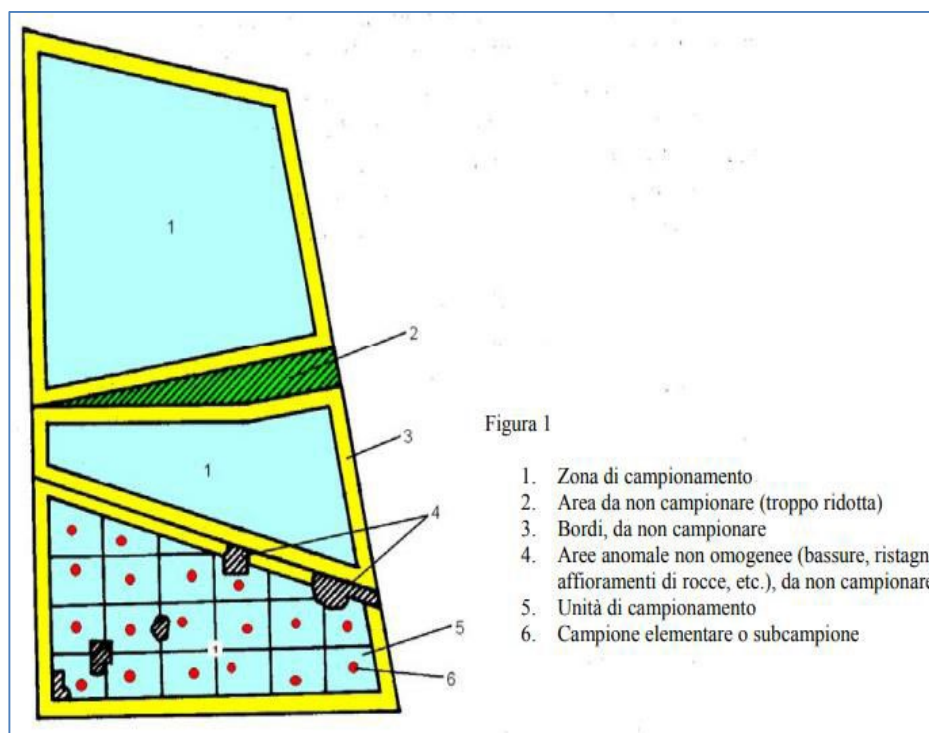 1
2
3
1
4
5
1
6
Figura 1
1. Zona di campionamento
2. Area da non campionare (troppo ridotta)
3. Bordi, da non campionare
4. Aree anomale non omogenee (bassure, ristagn
affioramenti di rocce, etc.), da non campionare
5. Unità di campionamento
6. Campione elementare o subcampione